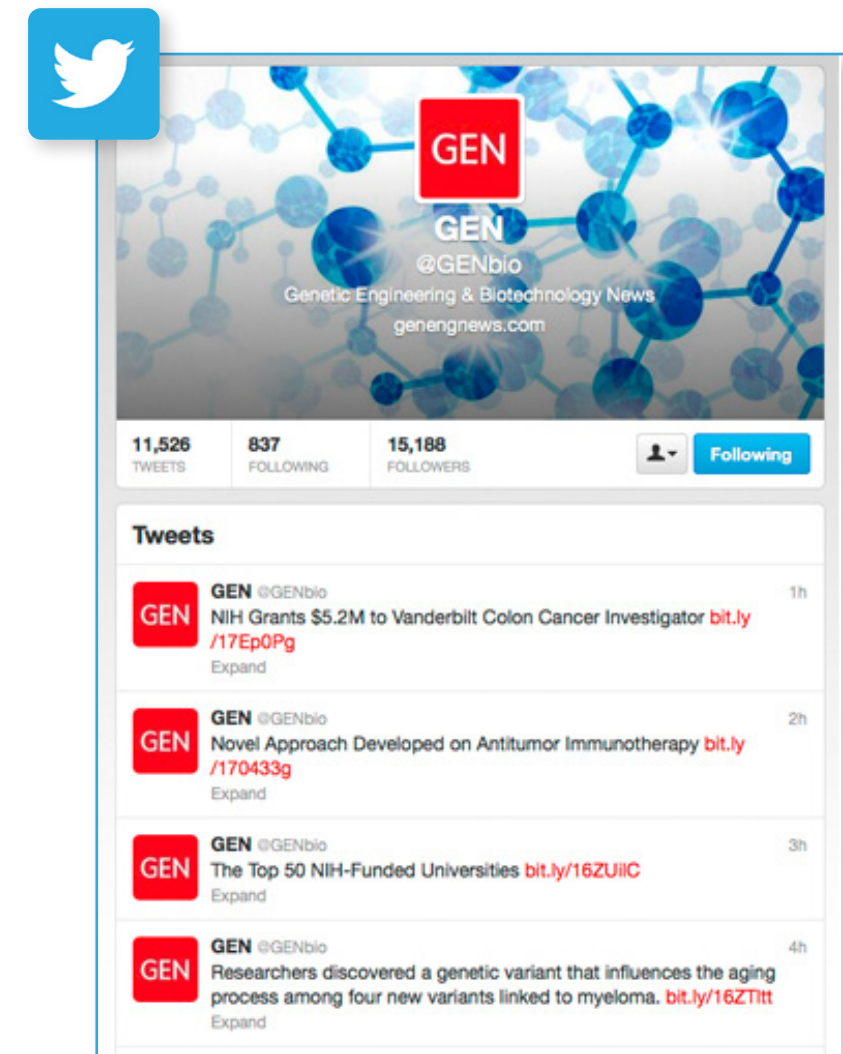 GEN
GEN
@GENbio
Genetic Engineering & Biotechnology News
genengnews.com
11,526
TWEETS
837
FOLLOWING
15,188
FOLLOWERS
Following
Tweets
GEN
GEN @GENbio
1h
NIH Grants $5.2M to Vanderbilt Colon Cancer Investigator bit.ly
/17Ep0Pg
Expand
GEN
GEN @GENbio
2h
Novel Approach Developed on Antitumor Immunotherapy bit.ly
/170433g
Expand
GEN
GEN @GENbio
3h
The Top 50 NIH-Funded Universities bit.ly/16ZUilC
Expand
GEN
GEN @GENbio
4h
Researchers discovered a genetic variant that influences the aging
process among four new variants linked to myeloma. bit.ly/16ZTltt
Expand